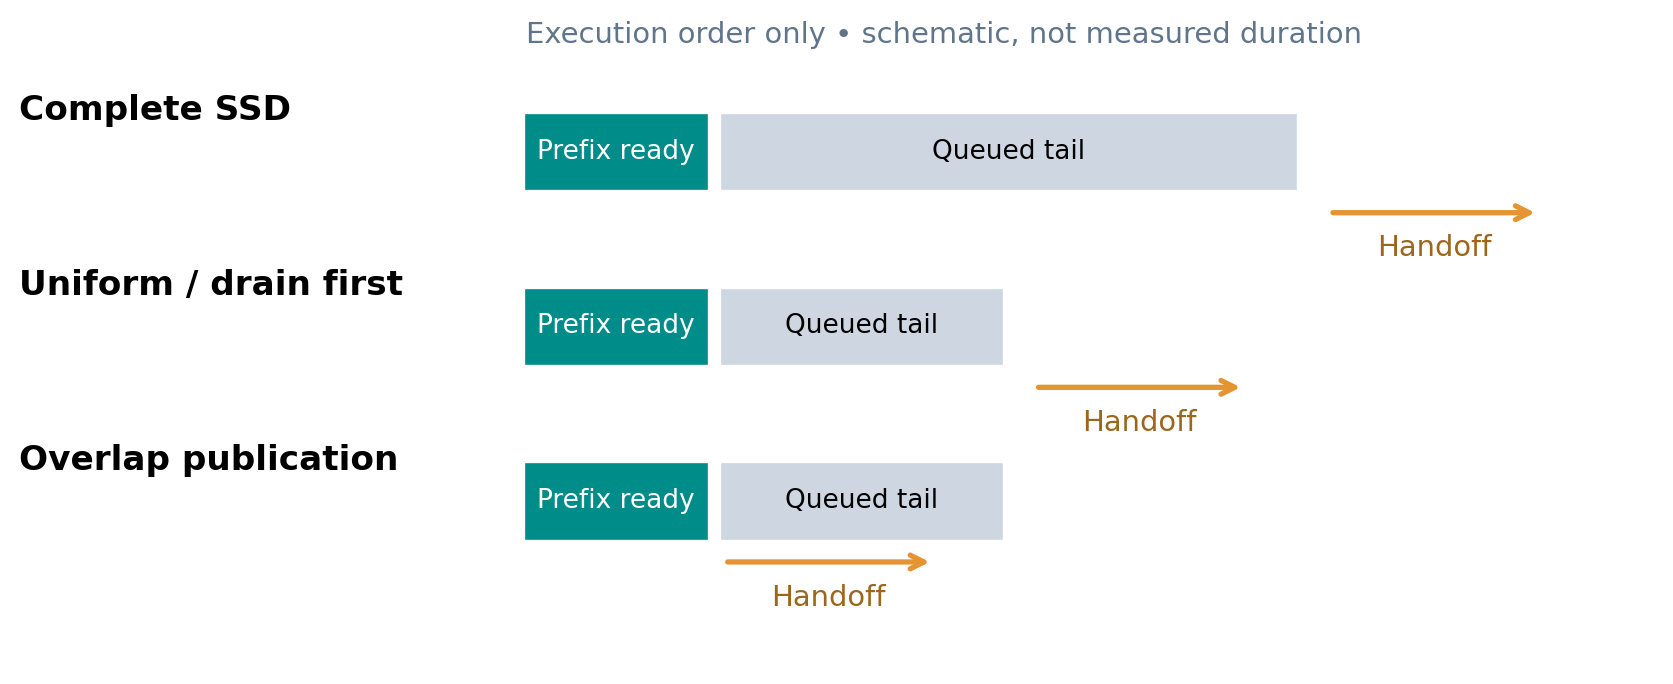 Execution order only • schematic, not measured duration
Complete SSD
Prefix ready
Queued tail
Handoff
Uniform / drain first
Prefix ready
Queued tail
Handoff
Overlap publication
Prefix ready
Queued tail
Handoff